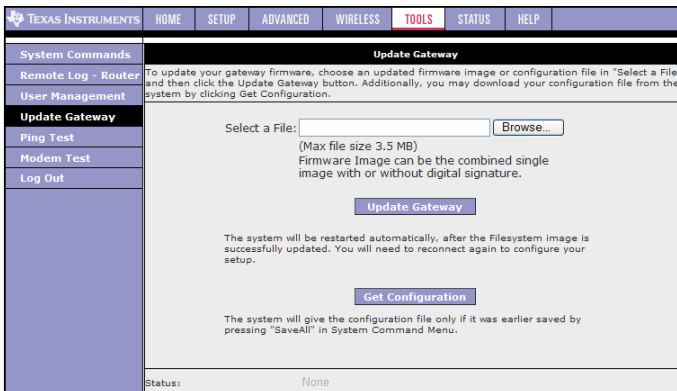 TEXAS INSTRUMENTS HOME SETUP ADVANCED WIRELESS TOOLS STATUS HELP
System Commands
Remote Log - Router
User Management
Update Gateway
Ping Test
Modem Test
Log Out
Update Gateway
To update your gateway firmware, choose an updated firmware image or configuration file in "Select a File
and then click the Update Gateway button. Additionally, you may download your configuration file from the
system by clicking Get Configuration.
Select a File: Browse...
(Max file size 3.5 MB)
Firmware Image can be the combined single
image with or without digital signature.
Update Gateway
The system will be restarted automatically, after the Filesystem image is
successfully updated. You will need to reconnect again to configure your
setup.
Get Configuration
The system will give the configuration file only if it was earlier saved by
pressing "SaveAll" in System Command Menu.
Status: None